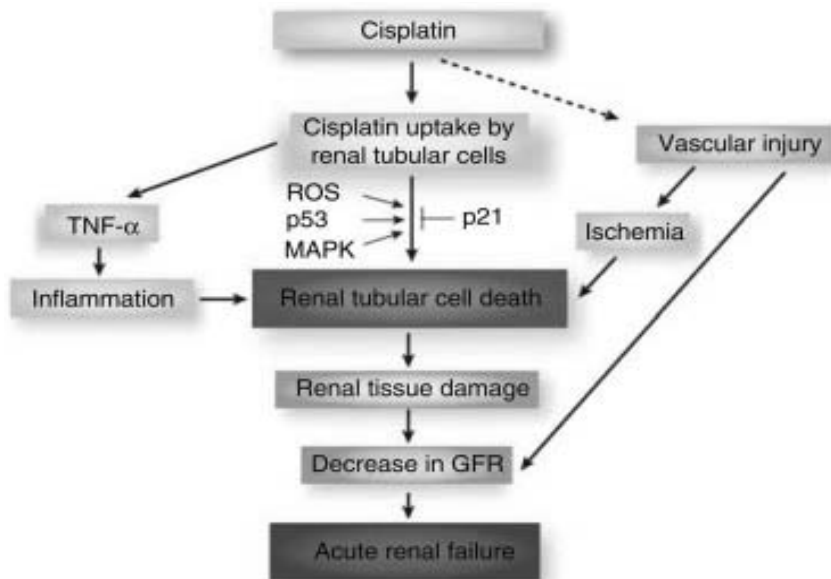 Cisplatin
Cisplatin uptake by
renal tubular cells
Vascular injury
ROS
p53
MAPK
p21
TNF-α
Ischemia
Inflammation
Renal tubular cell death
Renal tissue damage
Decrease in GFR
Acute renal failure